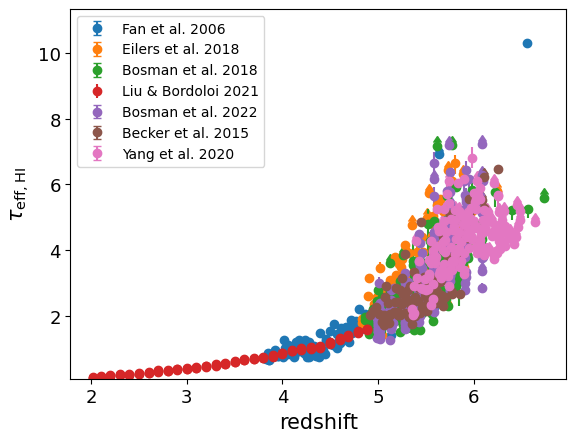 Fan et al. 2006
Eilers et al. 2018
Bosman et al. 2018
Liu & Bordoloi 2021
Bosman et al. 2022
Becker et al. 2015
Yang et al. 2020
10
8
6
4
2
τeff, HI
2 3 4 5 6
redshift